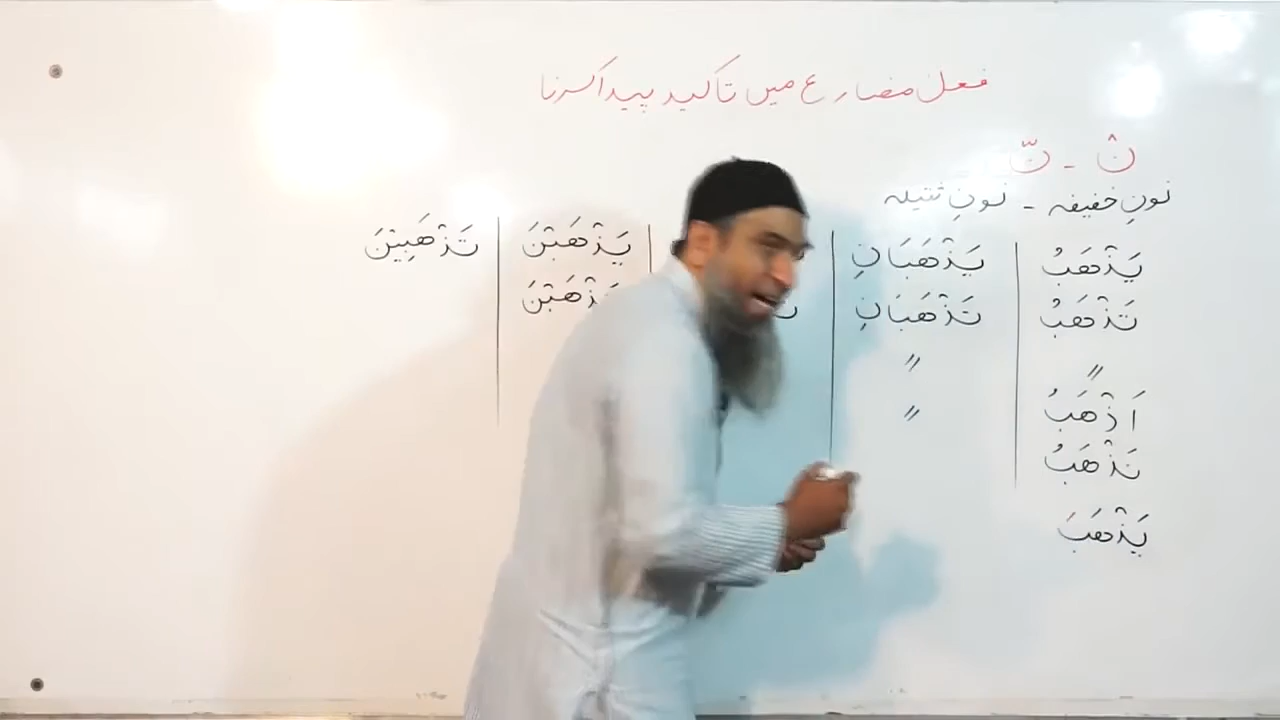 فعل مضارع میں تاکید پیدا کرنا
نْ - نّ
نونِ خفیفہ - نونِ ثقیلہ
يَذْهَبُ يَذْهَبَانِ يَذْهَبْنَ تَذْهَبِيْنَ
تَذْهَبُ تَذْهَبَانِ تَذْهَبْنَ
〃 〃
اَذْهَبُ 〃
نَذْهَبُ
يَذْهَبَ